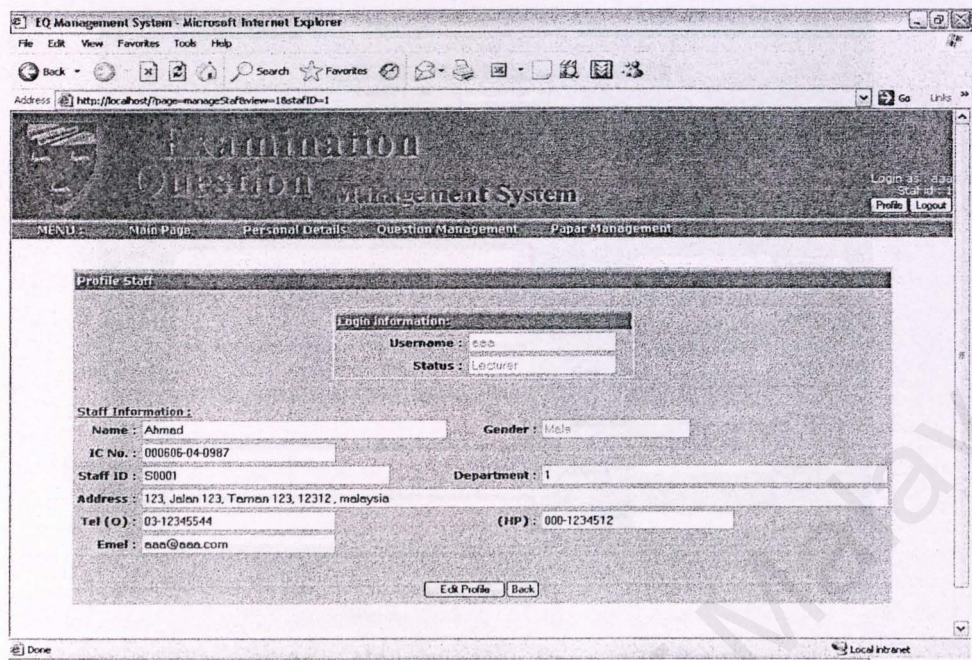 EQ Management System - Microsoft Internet Explorer
File Edit View Favorites Tools Help
Back Search Favorites
Address http://localhost/?page=manageStaf&view=1&stafID=1 Go Links »
Examination
Question Management System
Login as : aaa
Staf id : 1
Profile Logout
MENU : Main Page Personal Details Question Management Papar Management
Profile Staff
Login Information:
Username : aaa
Status : Lecturer
Staff Information :
Name : Ahmad Gender : Male
IC No. : 000606-04-0987
Staff ID : S0001 Department : 1
Address : 123, Jalan 123, Taman 123, 12312 , malaysia
Tel (O) : 03-12345544 (HP) : 000-1234512
Emel : aaa@aaa.com
Edit Profile Back
Done Local intranet
Malay